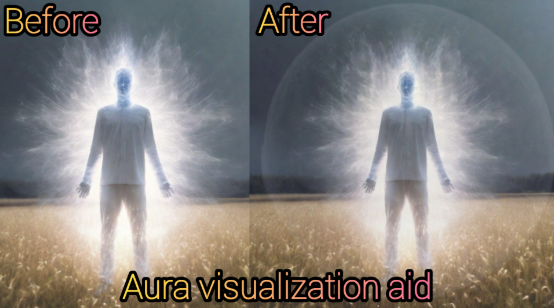 Before
After
Aura visualization aid